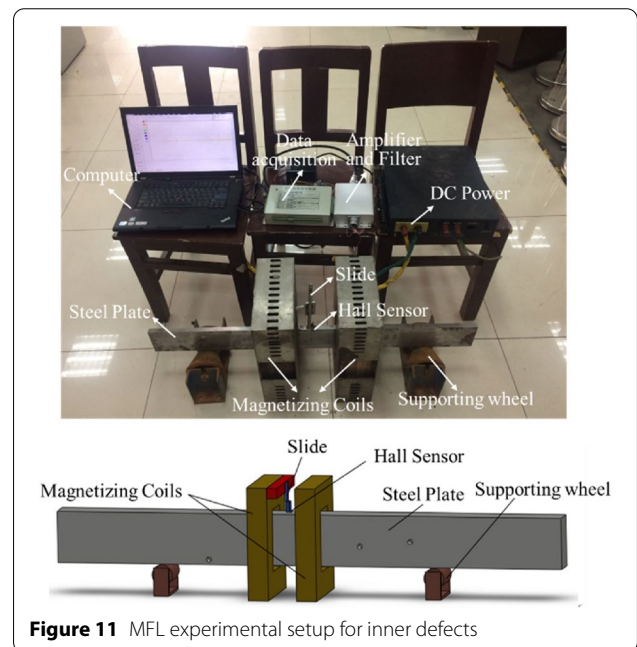 Data
acquisition
Amplifier
and Filter
Computer
DC Power
Slide
Steel Plate
Hall Sensor
Magnetizing Coils
Supporting wheel
Slide
Hall Sensor
Magnetizing Coils
Steel Plate
Supporting wheel
Figure 11 MFL experimental setup for inner defects